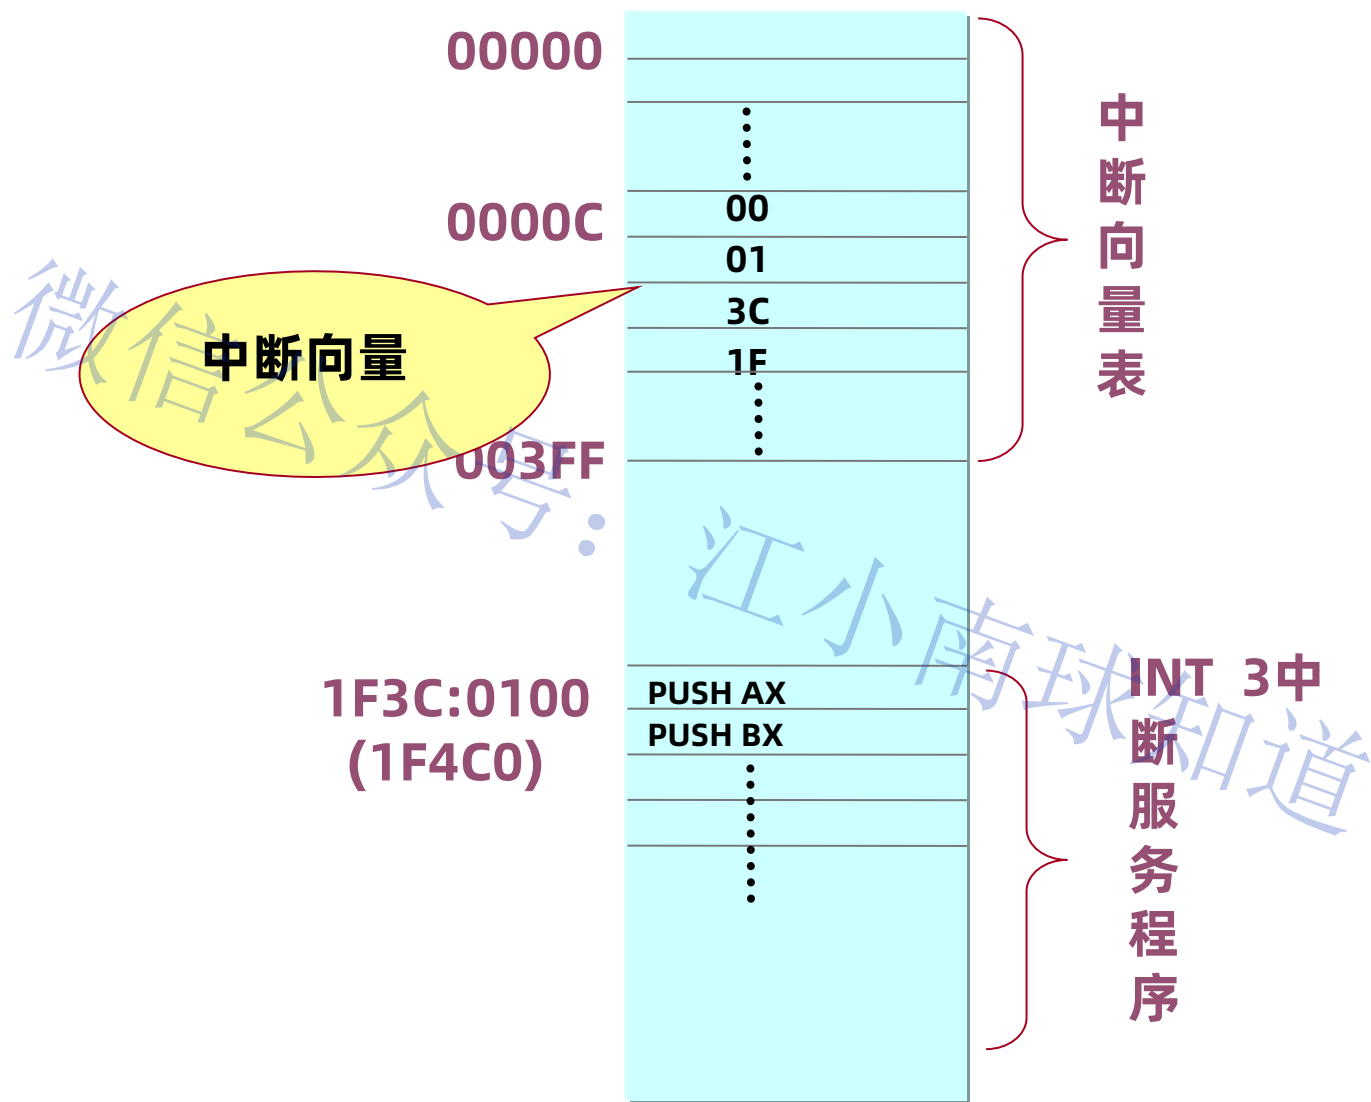 00000
0000C
00
01
3C
1F
中断向量
003FF
中
断
向
量
表
1F3C:0100
(1F4C0)
PUSH AX
PUSH BX
INT 3中
断
服
务
程
序
微信公众号：江小南球知道